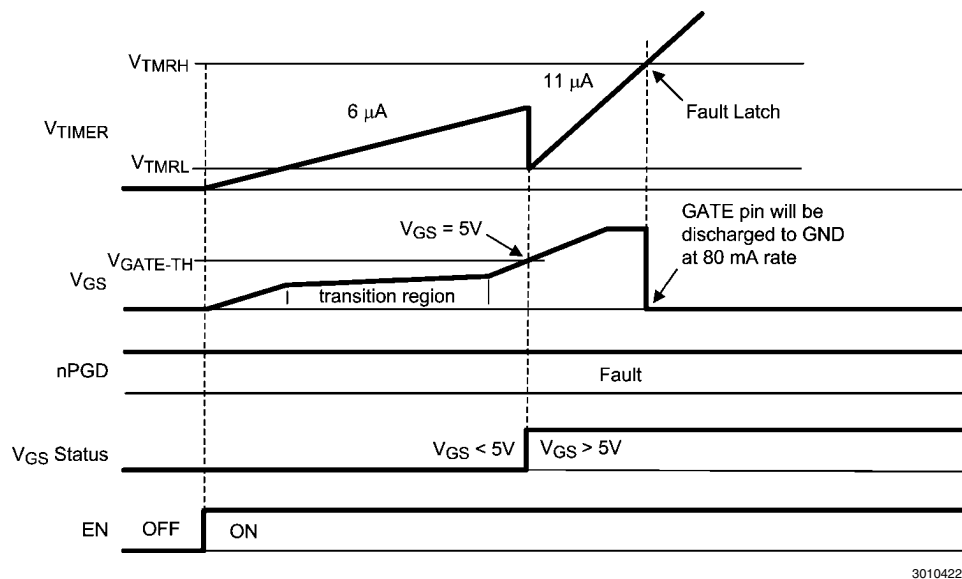 VTMRH
11 μA
6 μA
Fault Latch
VTIMER
VTMRL
GATE pin will be
discharged to GND
at 80 mA rate
VGS = 5V
VGATE-TH
VGS
transition region
nPGD
Fault
VGS Status
VGS < 5V
VGS > 5V
EN
OFF
ON
3010422